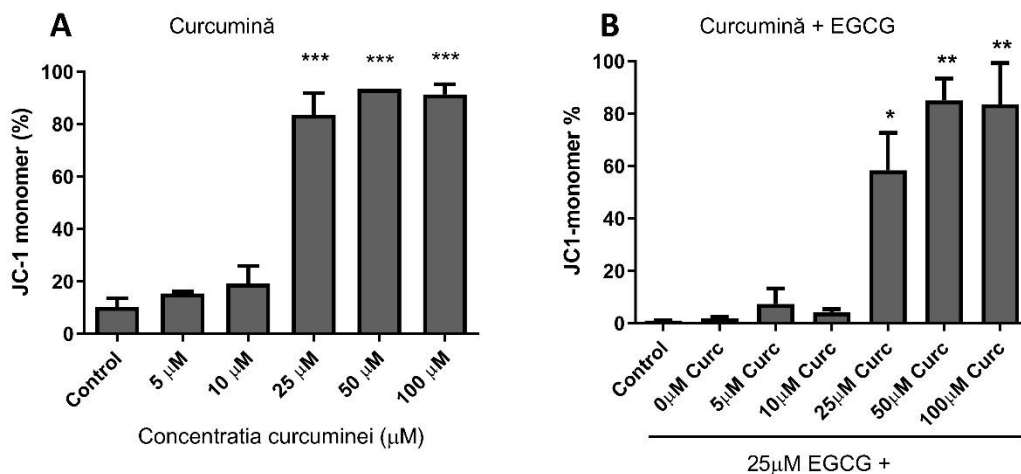 A
Curcumină
JC-1 monomer (%)
100
80
60
40
20
0
***
***
***
Control
5 μM
10 μM
25 μM
50 μM
100 μM
Concentratia curcuminei (μM)
B
Curcumină + EGCG
JC1-monomer %
100
80
60
40
20
0
*
**
**
Control
0μM Curc
5μM Curc
10μM Curc
25μM Curc
50μM Curc
100μM Curc
25μM EGCG +